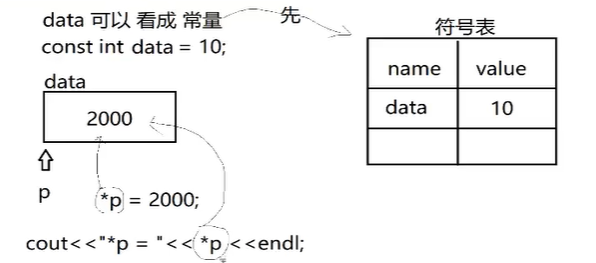 data 可以 看成 常量
先
const int data = 10;
符号表
name value
data 10
data
2000
p
*p = 2000;
cout<<"*p = "<< *p <<endl;